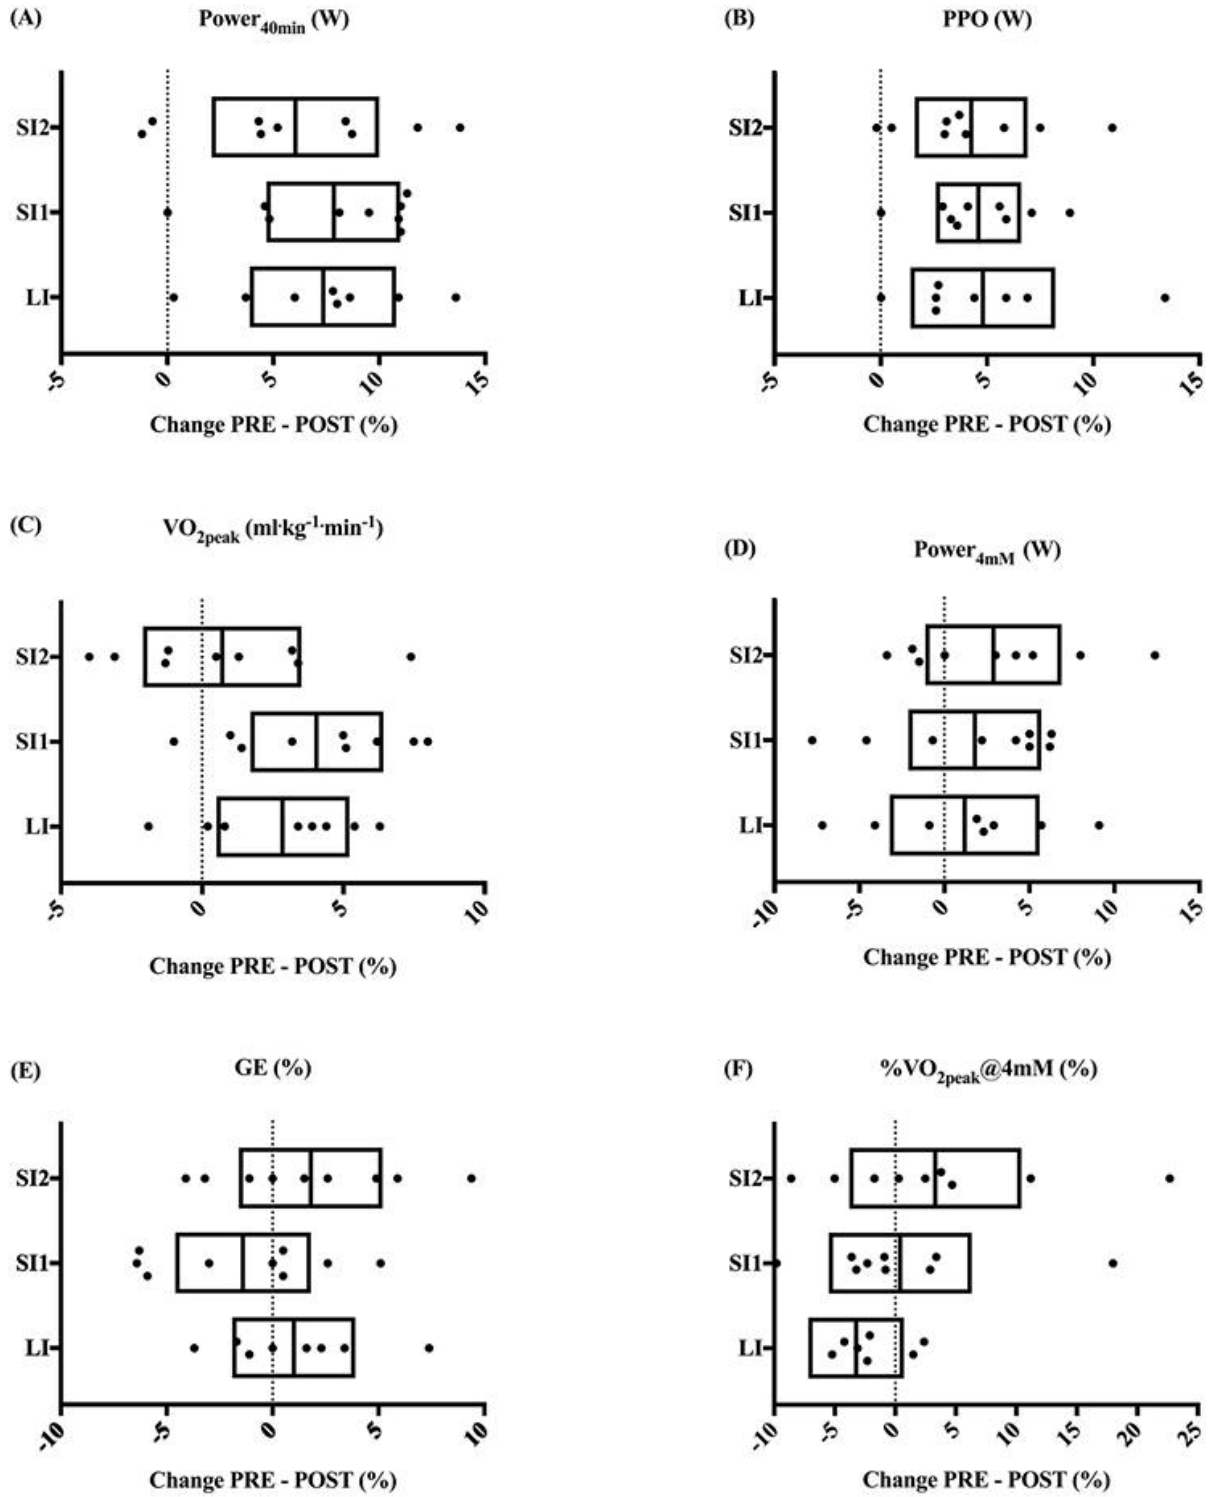 (A) Power40min (W)
SI2
SI1
LI
-5 0 5 10 15
Change PRE - POST (%)
(B) PPO (W)
SI2
SI1
LI
-5 0 5 10 15
Change PRE - POST (%)
(C) VO2peak (ml·kg-1·min-1)
SI2
SI1
LI
-5 0 5 10
Change PRE - POST (%)
(D) Power4mM (W)
SI2
SI1
LI
-10 -5 0 5 10 15
Change PRE - POST (%)
(E) GE (%)
SI2
SI1
LI
-10 -5 0 5 10
Change PRE - POST (%)
(F) %VO2peak@4mM (%)
SI2
SI1
LI
-10 -5 0 5 10 15 20 25
Change PRE - POST (%)